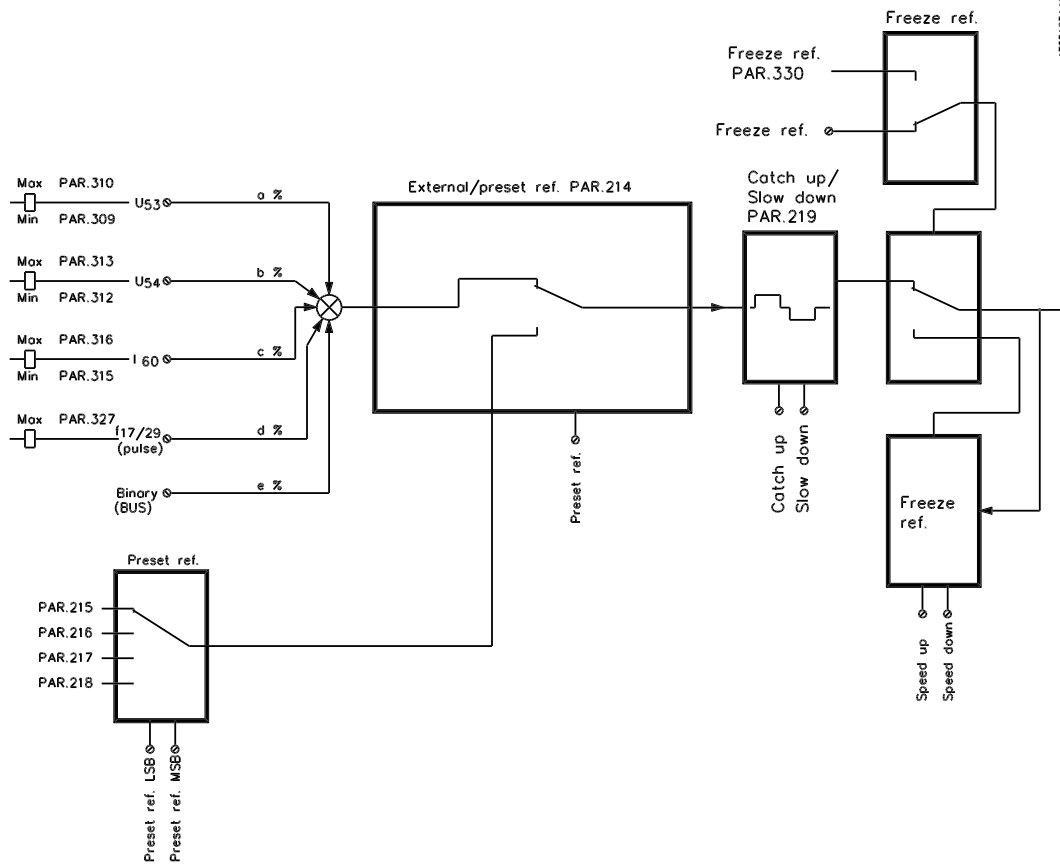 Freeze ref.
Freeze ref.
PAR.330
Freeze ref.
Max PAR.310
Min PAR.309
U53
a %
External/preset ref. PAR.214
Catch up/
Slow down
PAR.219
Max PAR.313
Min PAR.312
U54
b %
Max PAR.316
Min PAR.315
I 60
c %
Max PAR.327
f17/29
(pulse)
d %
Binary
(BUS)
e %
Preset ref.
Catch up
Slow down
Freeze
ref.
Speed up
Speed down
Preset ref.
PAR.215
PAR.216
PAR.217
PAR.218
Preset ref. LSB
Preset ref. MSB